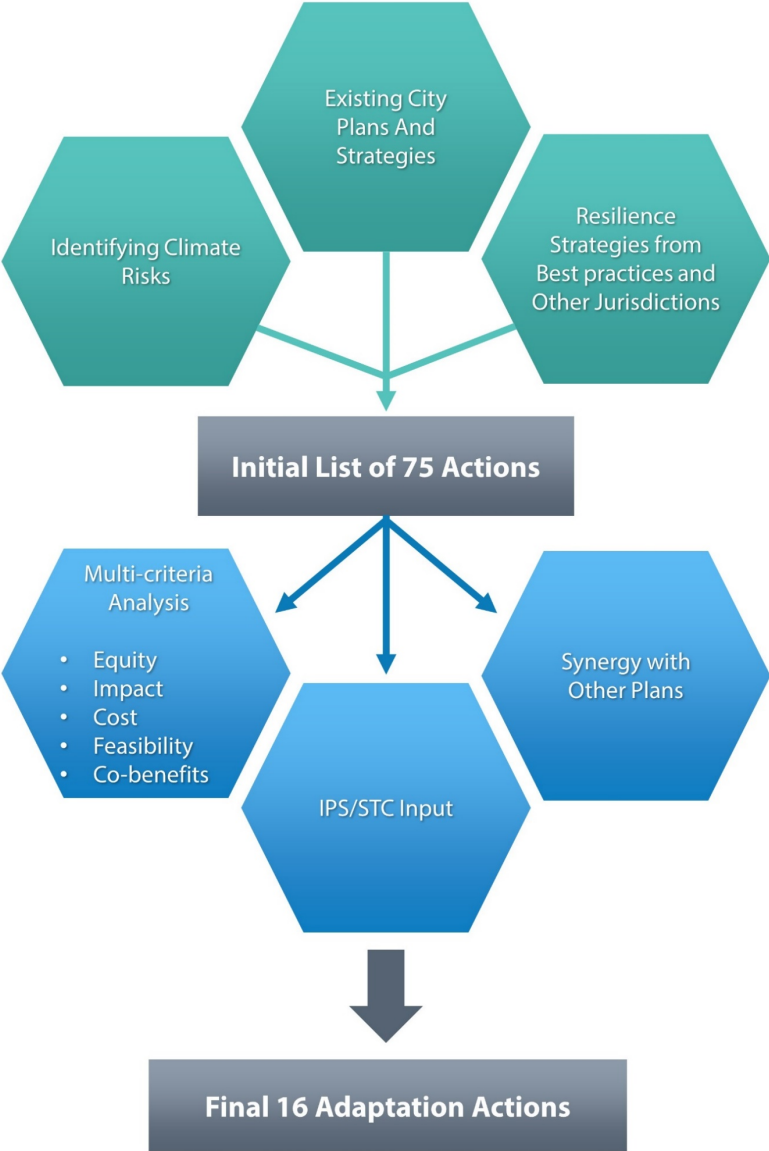 Existing City
Plans And
Strategies
Identifying Climate
Risks
Resilience
Strategies from
Best practices and
Other Jurisdictions
Initial List of 75 Actions
Multi-criteria
Analysis
• Equity
• Impact
• Cost
• Feasibility
• Co-benefits
IPS/STC Input
Synergy with
Other Plans
Final 16 Adaptation Actions